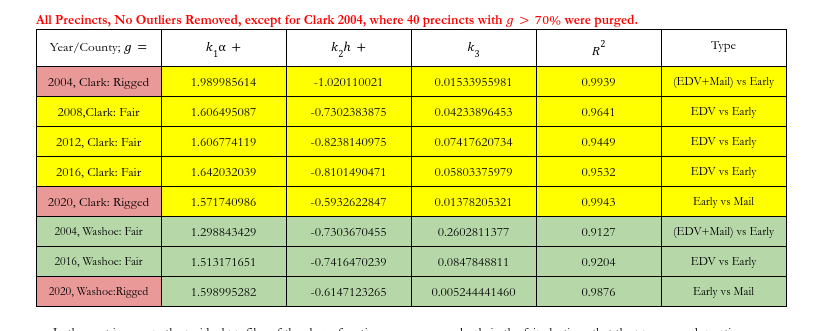 All Precincts, No Outliers Removed, except for Clark 2004, where 40 precincts with g > 70% were purged.
Year/County; g = k₁α + k₂h + k₃ R² Type
2004, Clark: Rigged 1.989985614 -1.020110021 0.01533955981 0.9939 (EDV+Mail) vs Early
2008,Clark: Fair 1.606495087 -0.7302383875 0.04233896453 0.9641 EDV vs Early
2012, Clark: Fair 1.606774119 -0.8238140975 0.07417620734 0.9449 EDV vs Early
2016, Clark: Fair 1.642032039 -0.8101490471 0.05803375979 0.9532 EDV vs Early
2020, Clark: Rigged 1.571740986 -0.5932622847 0.01378205321 0.9943 Early vs Mail
2004, Washoe: Fair 1.298843429 -0.7303670455 0.2602811377 0.9127 (EDV+Mail) vs Early
2016, Washoe: Fair 1.513171651 -0.7416470239 0.0847848811 0.9204 EDV vs Early
2020, Washoe:Rigged 1.598995282 -0.6147123265 0.005244441460 0.9876 Early vs Mail